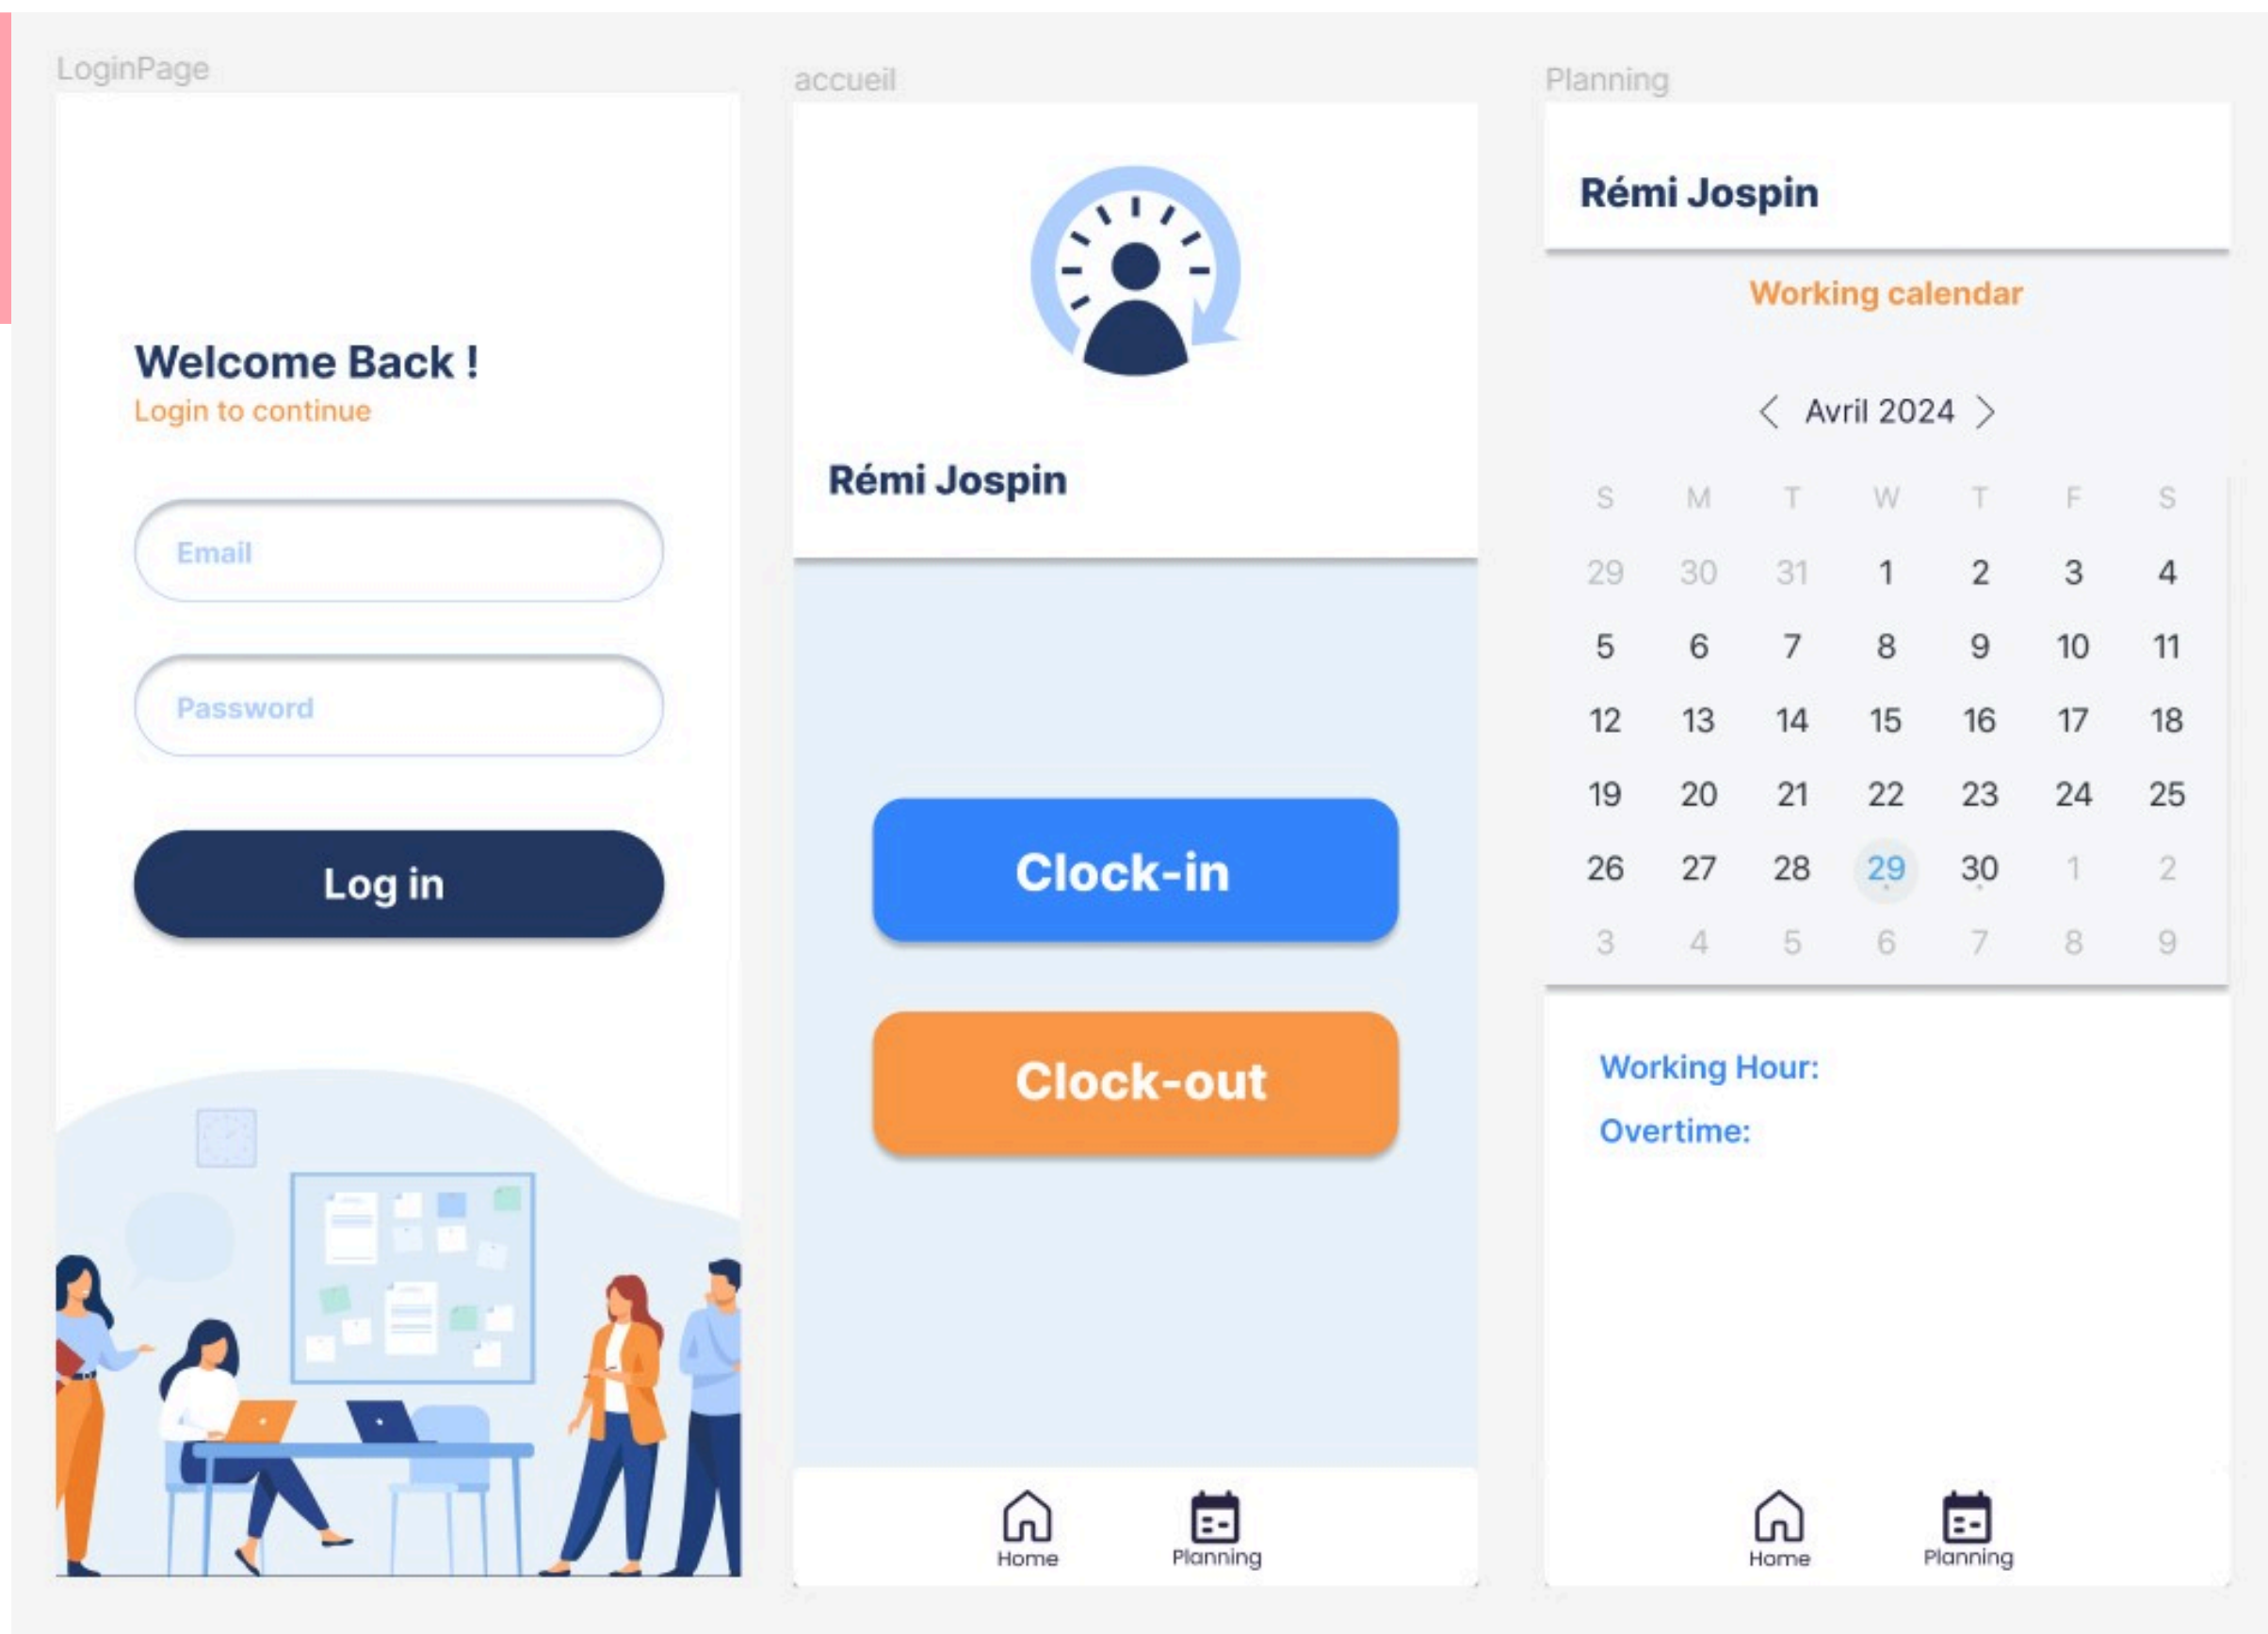 LoginPage
Welcome Back !
Login to continue
Email
Password
Log in
accueil
Rémi Jospin
Clock-in
Clock-out
Home Planning
Planning
Rémi Jospin
Working calendar
< Avril 2024 >
S M T W T F S
29 30 31 1 2 3 4
5 6 7 8 9 10 11
12 13 14 15 16 17 18
19 20 21 22 23 24 25
26 27 28 29 30 1 2
3 4 5 6 7 8 9
Working Hour:
Overtime:
Home Planning